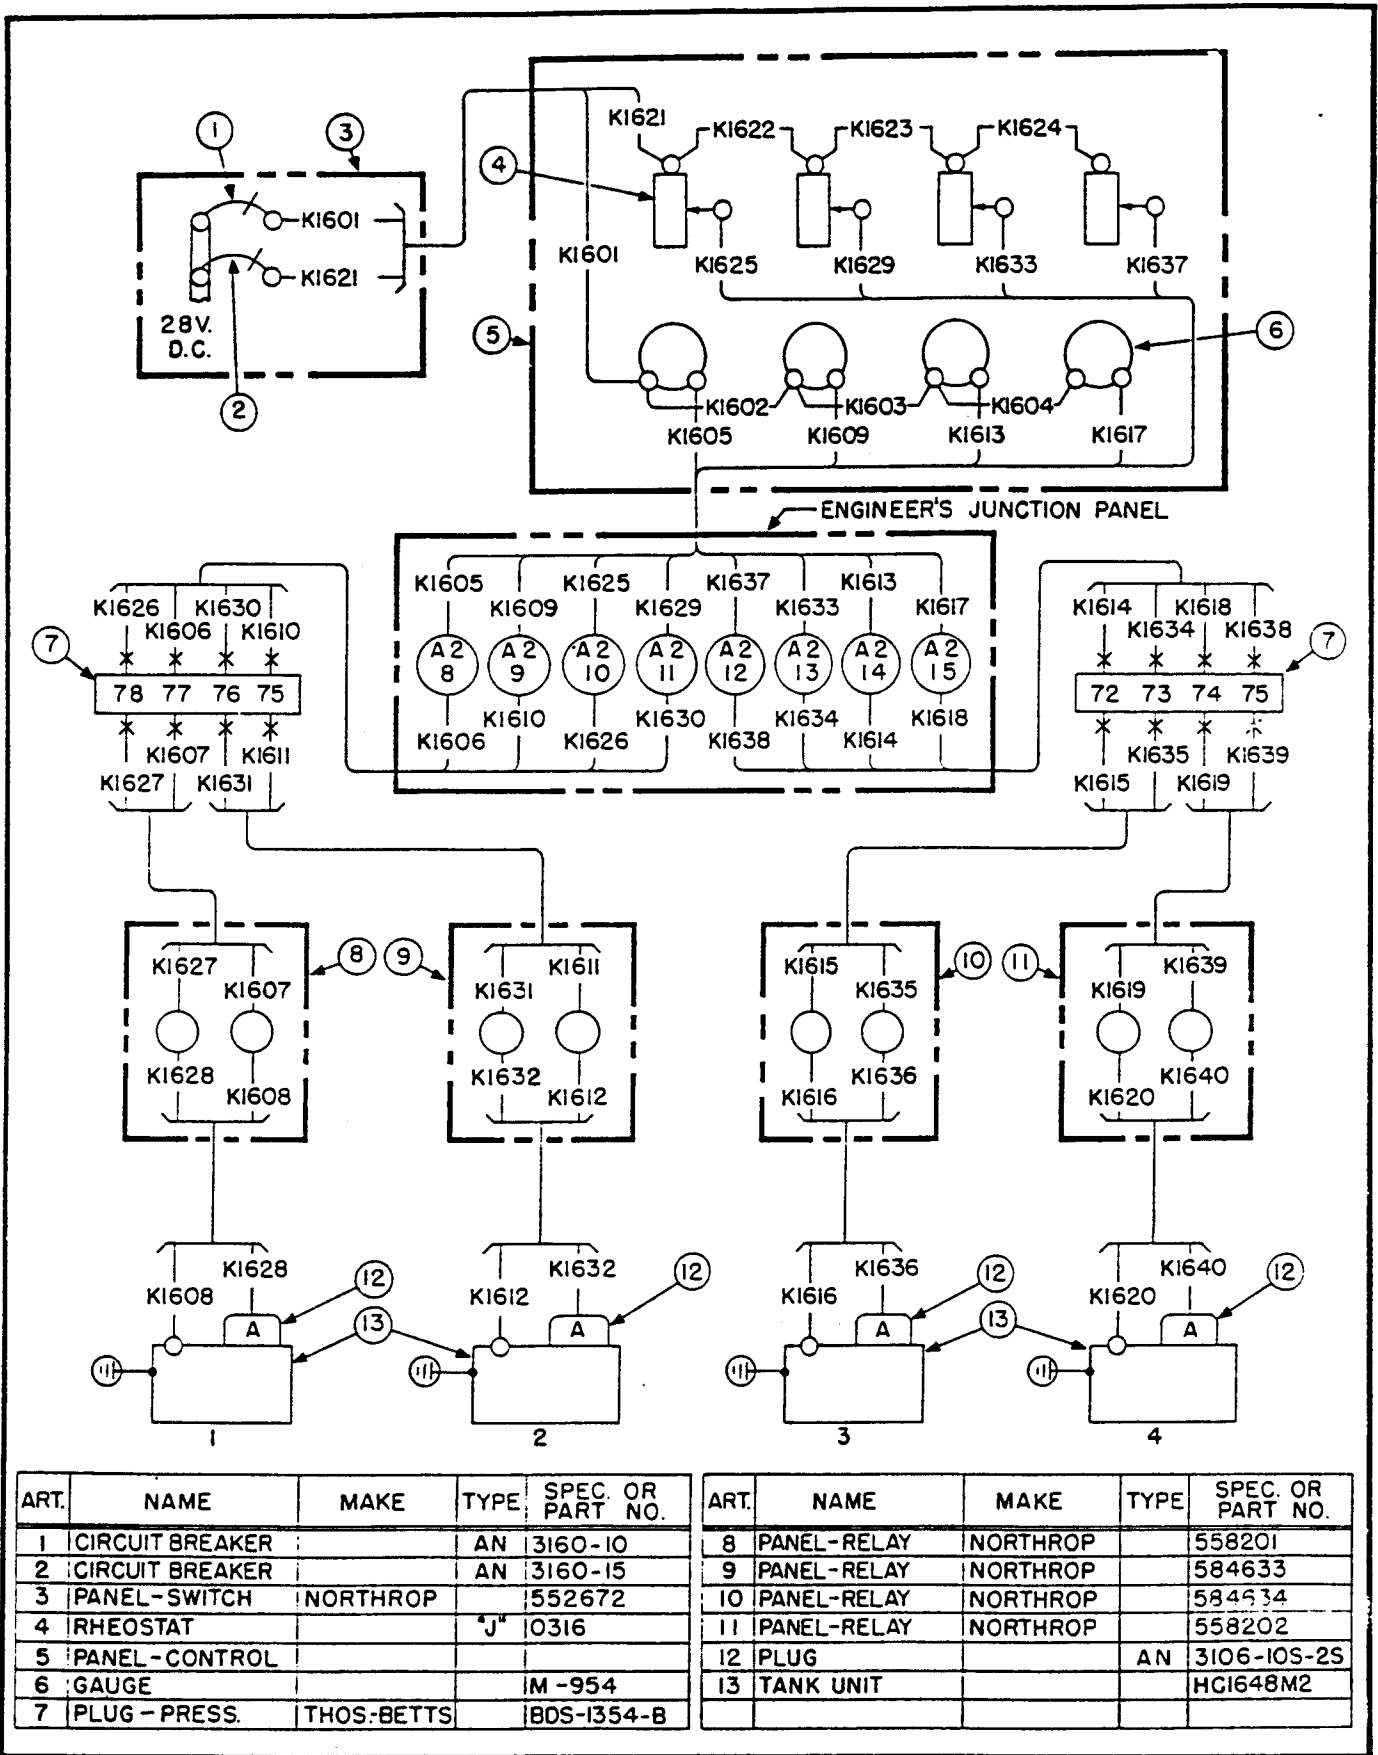 1
3
K1601
K1621
28V.
D.C.
2
K1621
K1622
K1623
K1624
4
K1601
K1625
K1629
K1633
K1637
5
6
K1602
K1603
K1604
K1605
K1609
K1613
K1617
ENGINEER'S JUNCTION PANEL
K1605
K1625
K1637
K1613
K1609
K1629
K1633
K1617
A2 8
A2 9
A2 10
A2 11
A2 12
A2 13
A2 14
A2 15
K1610
K1630
K1634
K1618
K1606
K1626
K1638
K1614
K1626
K1630
K1606
K1610
7
78 77 76 75
K1607
K1611
K1627
K1631
K1614
K1618
K1634
K1638
7
72 73 74 75
K1635
K1639
K1615
K1619
8
9
10
11
K1627
K1607
K1628
K1608
K1611
K1631
K1632
K1612
K1615
K1635
K1636
K1616
K1639
K1619
K1640
K1620
K1628
K1608
12
A
13
1
K1632
K1612
12
A
2
K1636
K1616
12
A
13
3
K1640
K1620
12
A
4
ART. NAME MAKE TYPE SPEC. OR PART NO.
1 CIRCUIT BREAKER AN 3160-10
2 CIRCUIT BREAKER AN 3160-15
3 PANEL-SWITCH NORTHROP 552672
4 RHEOSTAT "J" 0316
5 PANEL-CONTROL
6 GAUGE M-954
7 PLUG-PRESS. THOS.-BETTS BDS-1354-B
ART. NAME MAKE TYPE SPEC. OR PART NO.
8 PANEL-RELAY NORTHROP 558201
9 PANEL-RELAY NORTHROP 584633
10 PANEL-RELAY NORTHROP 584634
11 PANEL-RELAY NORTHROP 558202
12 PLUG AN 3106-10S-2S
13 TANK UNIT HC1648M2